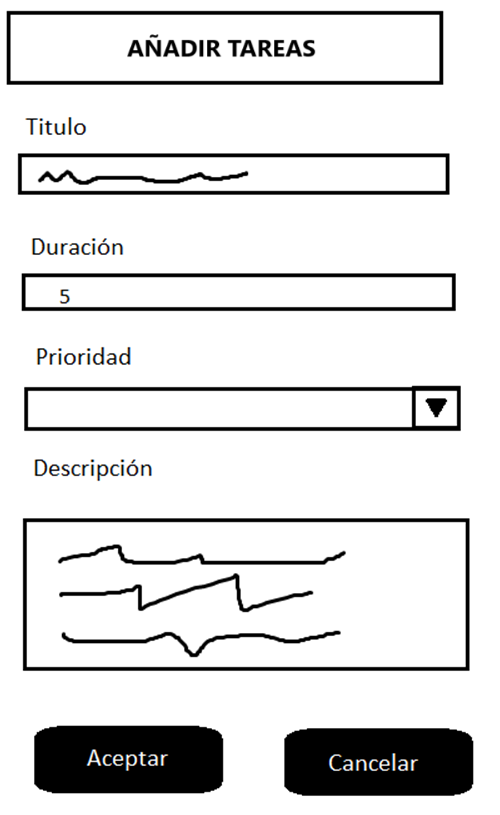 AÑADIR TAREAS
Titulo
Duración
5
Prioridad
Descripción
Aceptar
Cancelar